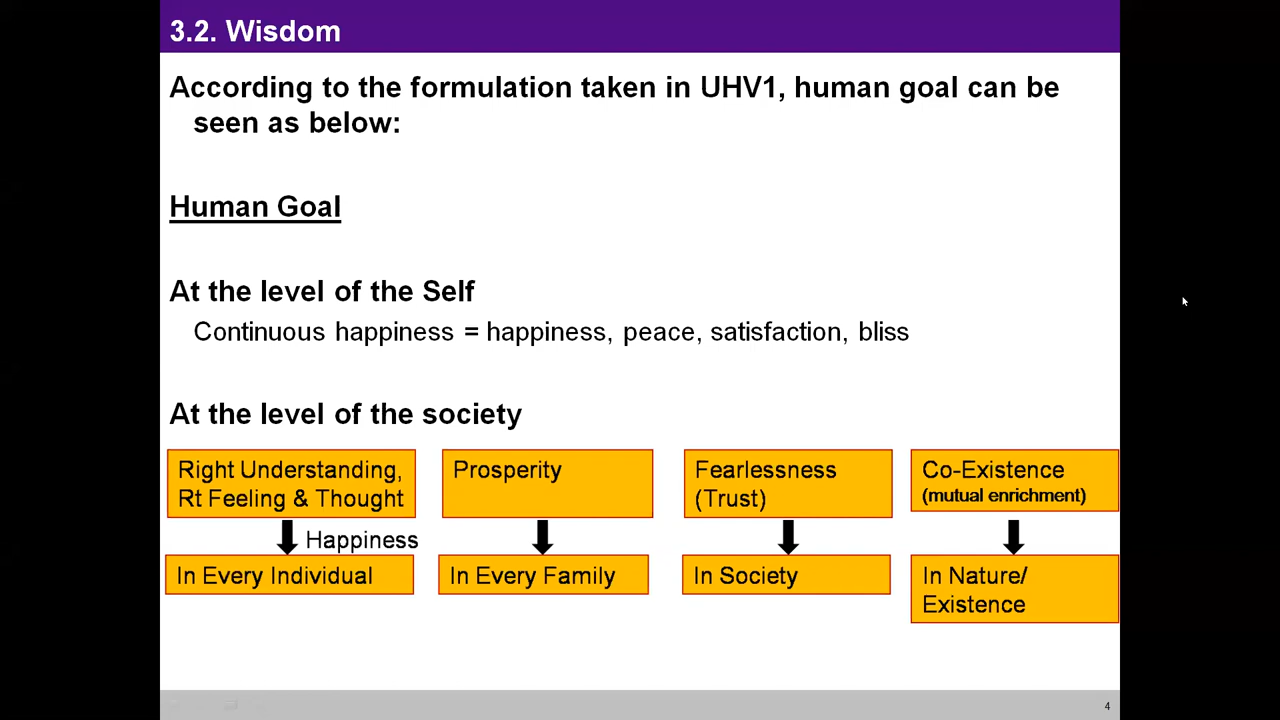 3.2. Wisdom
According to the formulation taken in UHV1, human goal can be
seen as below:
Human Goal
At the level of the Self
Continuous happiness = happiness, peace, satisfaction, bliss
At the level of the society
Right Understanding,
Rt Feeling & Thought
Happiness
In Every Individual
Prosperity
In Every Family
Fearlessness
(Trust)
In Society
Co-Existence
(mutual enrichment)
In Nature/
Existence
4